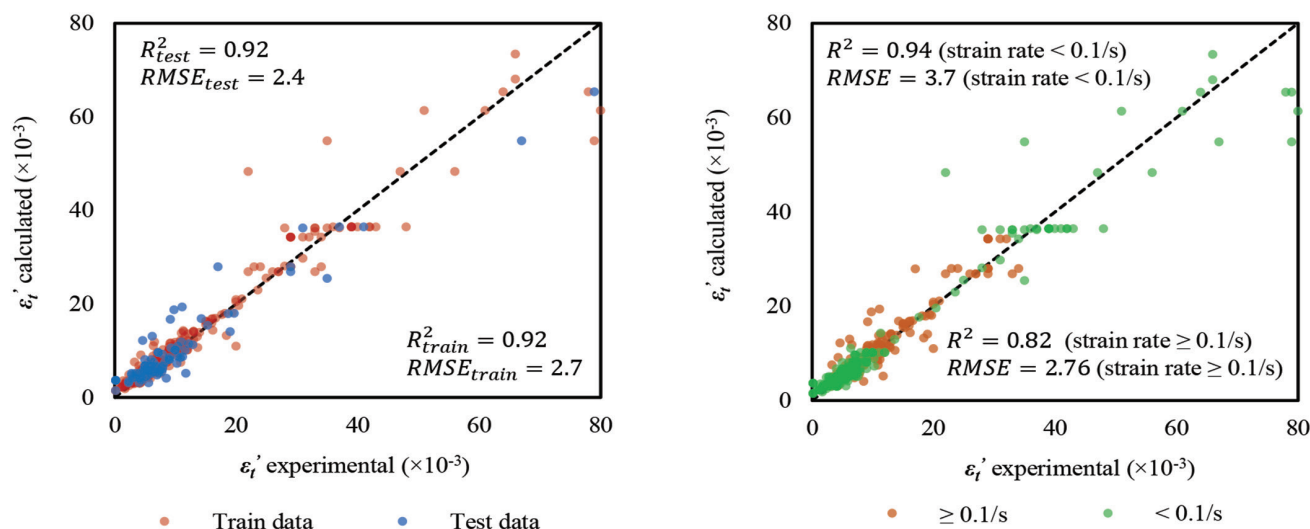 80
60
40
20
0
εₜ’ calculated (×10⁻³)
R²test = 0.92
RMSEtest = 2.4
R²train = 0.92
RMSEtrain = 2.7
0 20 40 60 80
εₜ’ experimental (×10⁻³)
Train data Test data
80
60
40
20
0
εₜ’ calculated (×10⁻³)
R² = 0.94 (strain rate < 0.1/s)
RMSE = 3.7 (strain rate < 0.1/s)
R² = 0.82 (strain rate ≥ 0.1/s)
RMSE = 2.76 (strain rate ≥ 0.1/s)
0 20 40 60 80
εₜ’ experimental (×10⁻³)
≥ 0.1/s < 0.1/s